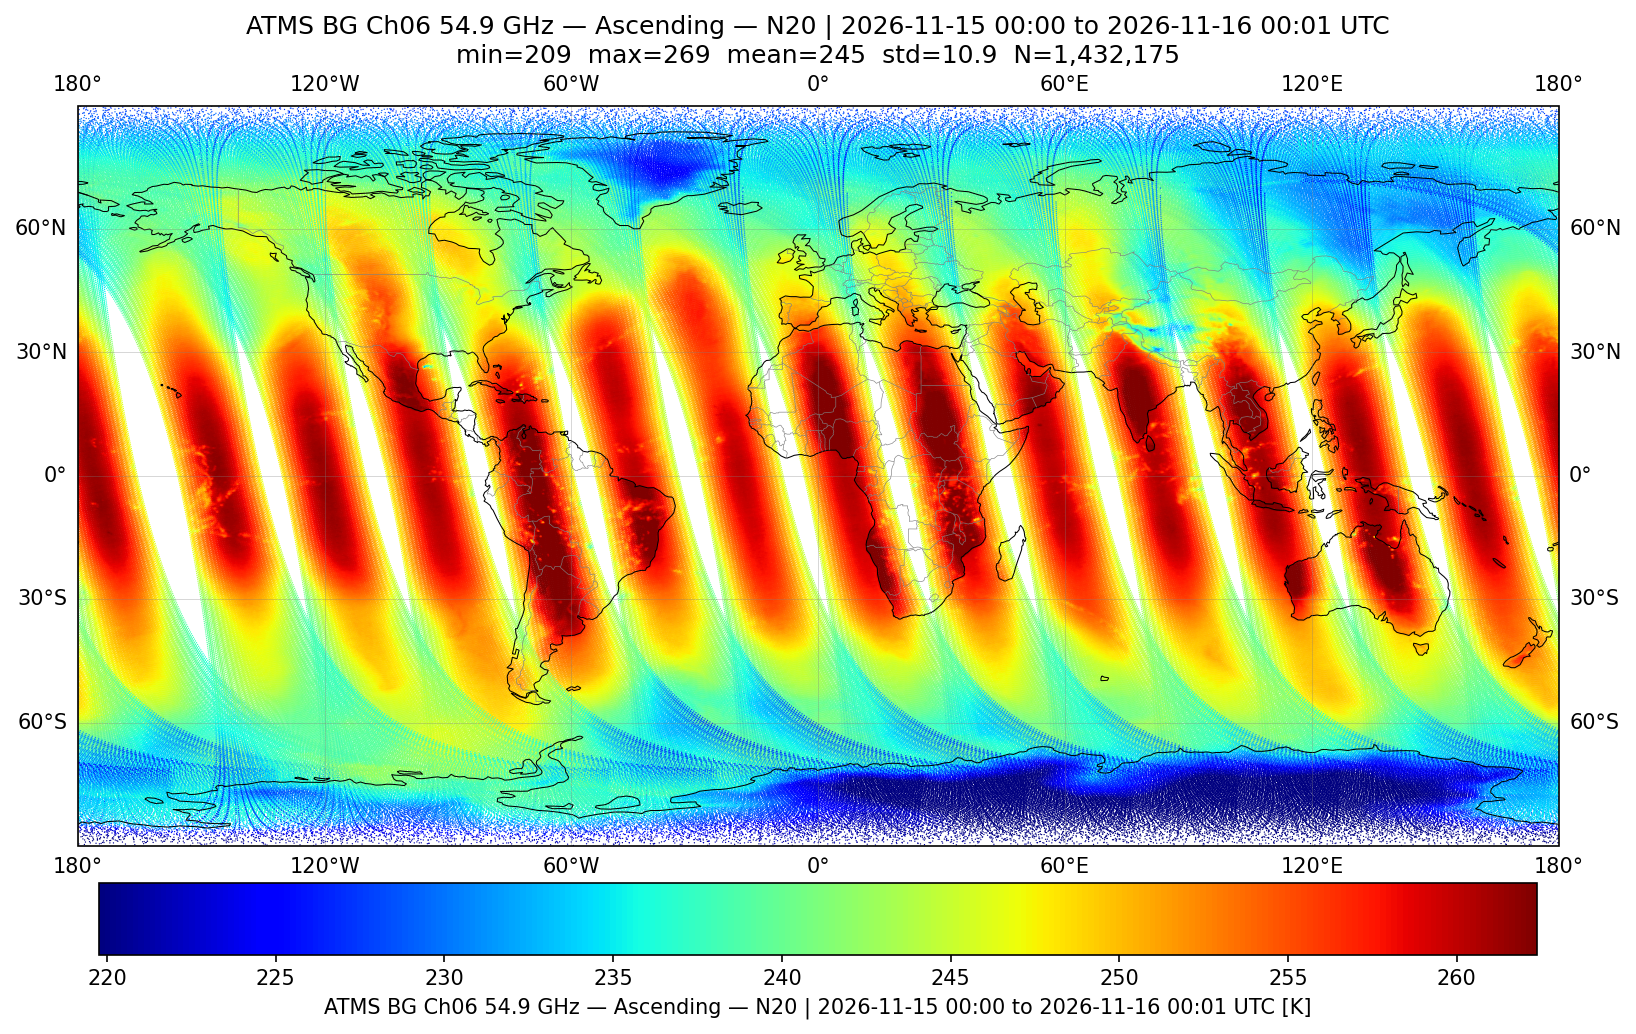 ATMS BG Ch06 54.9 GHz — Ascending — N20 | 2026-11-15 00:00 to 2026-11-16 00:01 UTC
min=209 max=269 mean=245 std=10.9 N=1,432,175
180° 120°W 60°W 0° 60°E 120°E 180°
60°N 60°N
30°N 30°N
0° 0°
30°S 30°S
60°S 60°S
180° 120°W 60°W 0° 60°E 120°E 180°
220 225 230 235 240 245 250 255 260
ATMS BG Ch06 54.9 GHz — Ascending — N20 | 2026-11-15 00:00 to 2026-11-16 00:01 UTC [K]